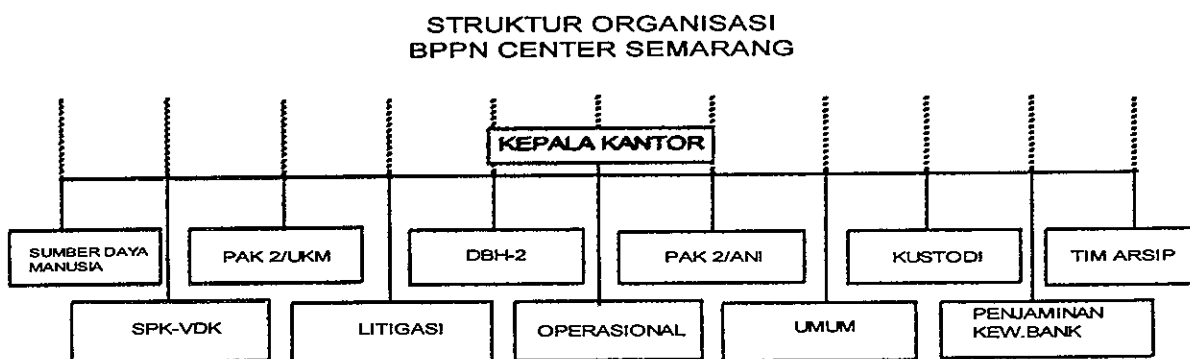 STRUKTUR ORGANISASI
BPPN CENTER SEMARANG
KEPALA KANTOR
SUMBER DAYA
MANUSIA
PAK 2/UKM
DBH-2
PAK 2/ANI
KUSTODI
TIM ARSIP
SPK-VDK
LITIGASI
OPERASIONAL
UMUM
PENJAMINAN
KEW.BANK